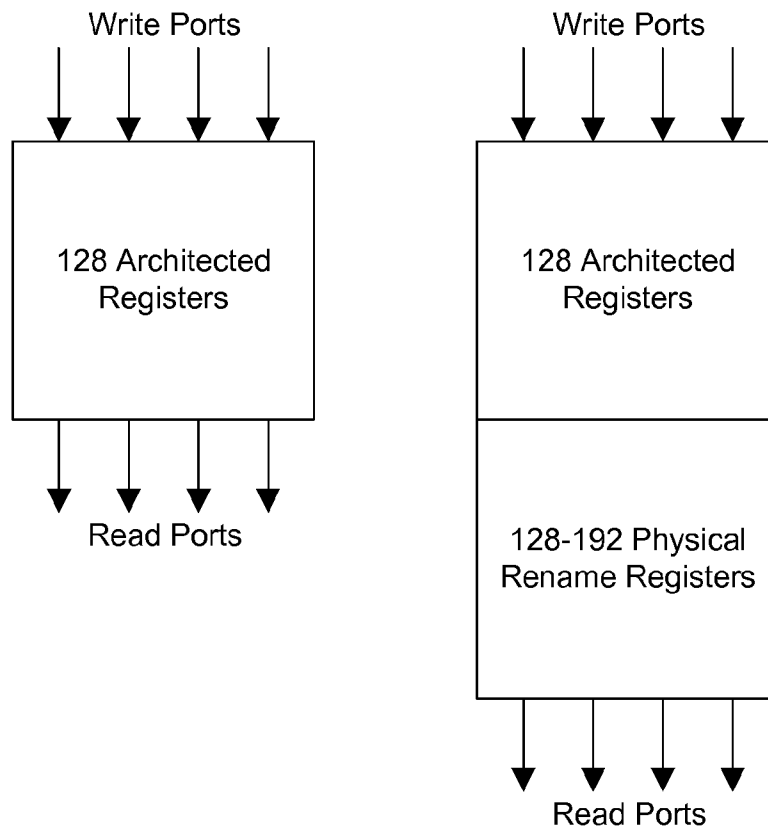 Write Ports
128 Architected
Registers
Read Ports
Write Ports
128 Architected
Registers
128-192 Physical
Rename Registers
Read Ports